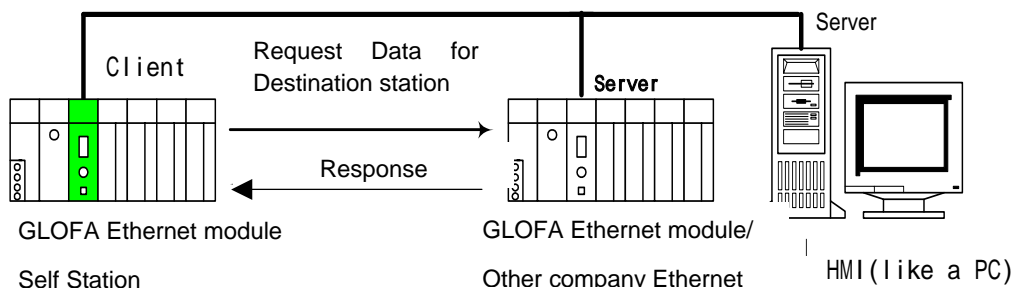 Server
Client
Request Data for
Destination station
Server
Response
GLOFA Ethernet module
Self Station
GLOFA Ethernet module/
Other company Ethernet
HMI(like a PC)